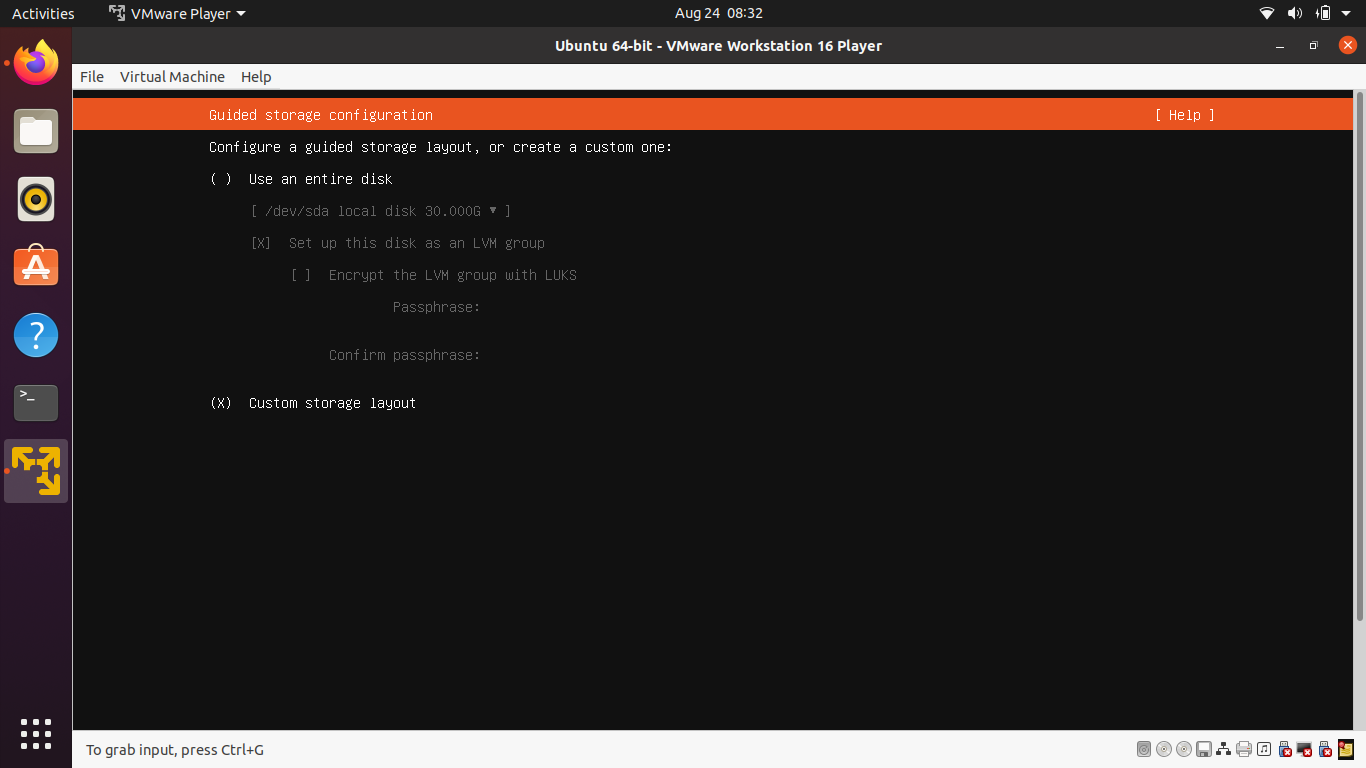 Activities VMware Player Aug 24 08:32
Ubuntu 64-bit - VMware Workstation 16 Player
File Virtual Machine Help
Guided storage configuration [ Help ]
Configure a guided storage layout, or create a custom one:
( ) Use an entire disk
[ /dev/sda local disk 30.000G ▾ ]
[X] Set up this disk as an LVM group
[ ] Encrypt the LVM group with LUKS
Passphrase:
Confirm passphrase:
(X) Custom storage layout
To grab input, press Ctrl+G